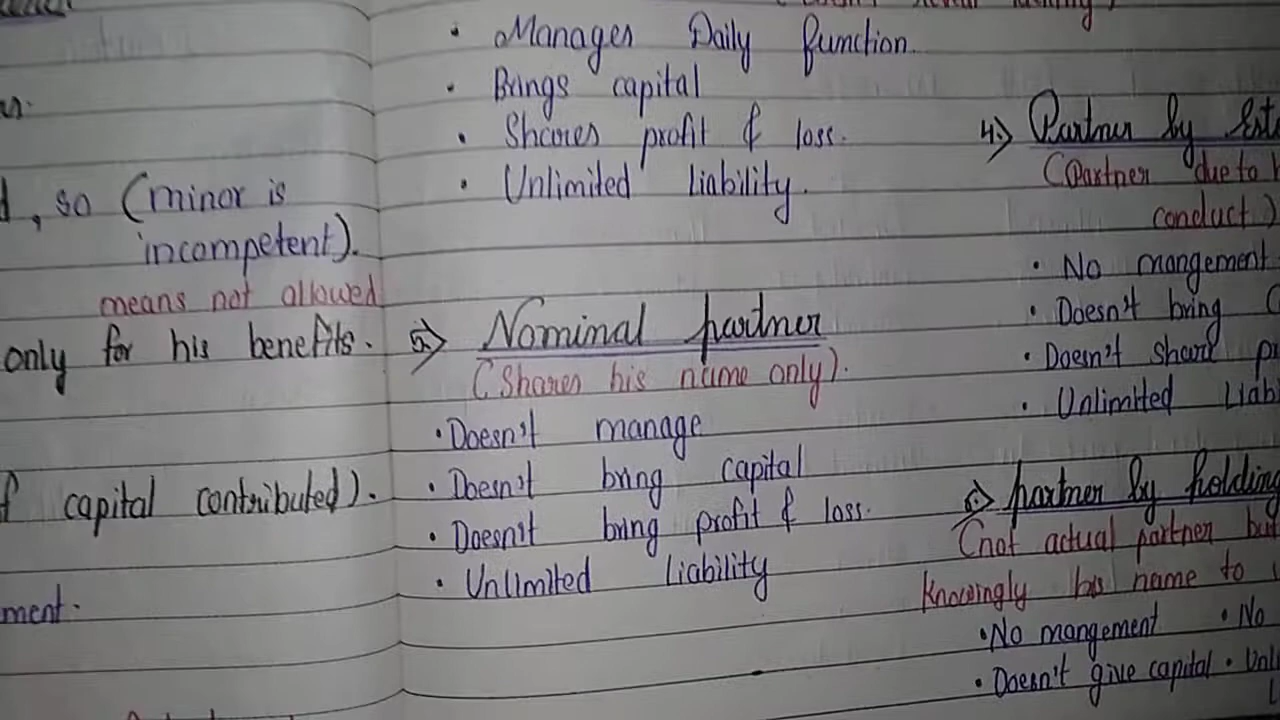 , so (minor is
incompetent).
means not allowed
only for his benefits.
capital contributed).
• Manages Daily function.
• Brings capital
• Shares profit & loss.
• Unlimited liability.
5.) Nominal partner
(Shares his name only).
• Doesn't manage
• Doesn't bring capital
• Doesn't bring profit & loss.
• Unlimited liability
4.) Partner by
(Partner due to
conduct)
• No mangement
• Doesn't bring
• Doesn't share
• Unlimited
partner by holding
(not actual partner but
knowingly his name to
• No mangement • No
• Doesn't give capital •